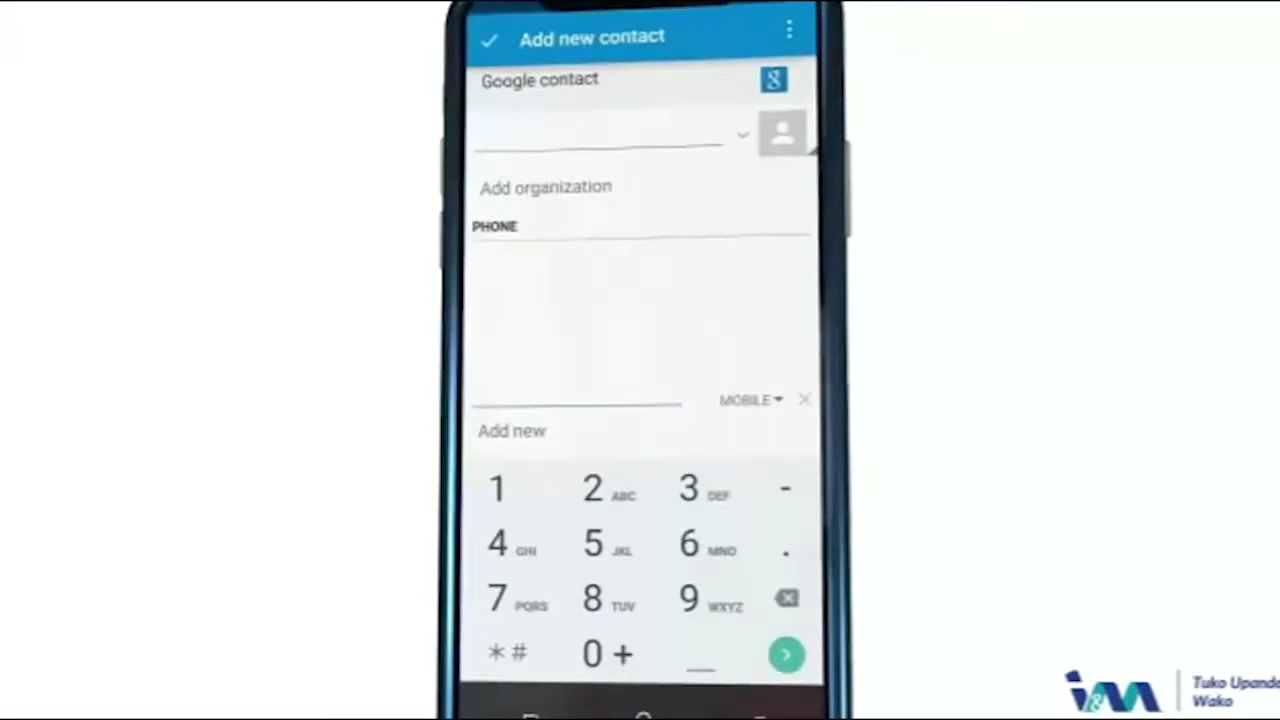 Add new contact
Google contact
Add organization
PHONE
MOBILE
Add new
1 2 ABC 3 DEF -
4 GHI 5 JKL 6 MNO .
7 PQRS 8 TUV 9 WXYZ
*# 0 +
I&M
Tuko Upande
Wako